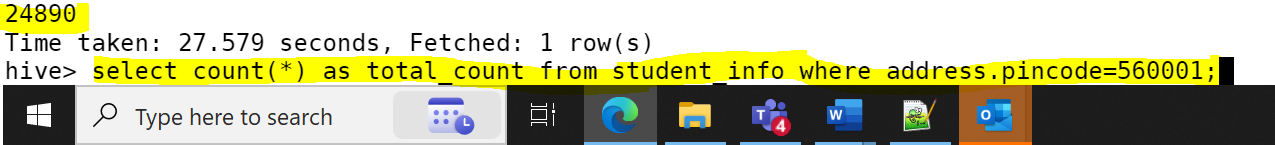 24890
Time taken: 27.579 seconds, Fetched: 1 row(s)
hive> select count(*) as total_count from student_info where address.pincode=560001;
Type here to search
4
W
O